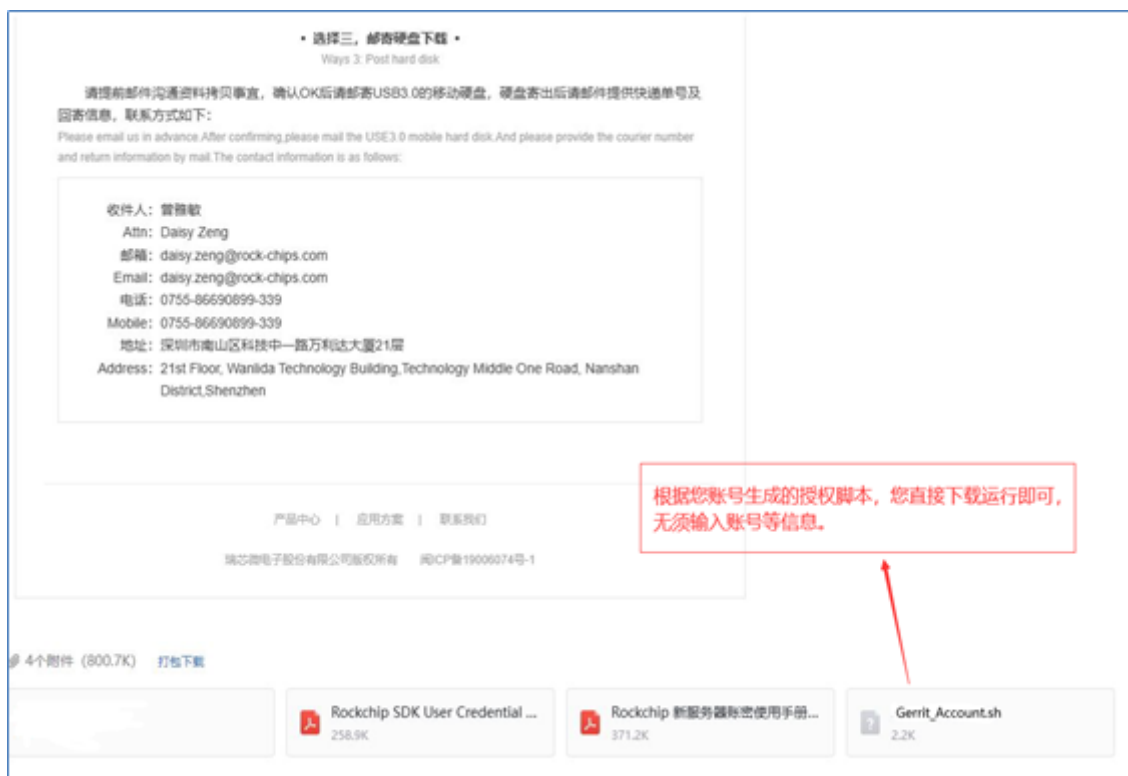 • 选择三，邮寄硬盘下载 •
Ways 3: Post hard disk
请提前邮件沟通资料拷贝事宜，确认OK后请邮寄USB3.0的移动硬盘，硬盘寄出后请邮件提供快递单号及
回寄信息，联系方式如下：
Please email us in advance.After confirming,please mail the USE3.0 mobile hard disk.And please provide the courier number
and return information by mail.The contact information is as follows:
收件人： 曾雅敏
Attn： Daisy Zeng
邮箱： daisy.zeng@rock-chips.com
Email： daisy.zeng@rock-chips.com
电话： 0755-86690899-339
Mobile： 0755-86690899-339
地址： 深圳市南山区科技中一路万利达大厦21层
Address： 21st Floor, Wanlida Technology Building,Technology Middle One Road, Nanshan
District,Shenzhen
根据您账号生成的授权脚本，您直接下载运行即可，
无须输入账号等信息。
产品中心 | 应用方案 | 联系我们
瑞芯微电子股份有限公司版权所有 闽ICP备19006074号-1
4个附件 (800.7K) 打包下载
Rockchip SDK User Credential ...
258.9K
Rockchip 新服务器账密使用手册...
371.2K
Gerrit_Account.sh
2.2K